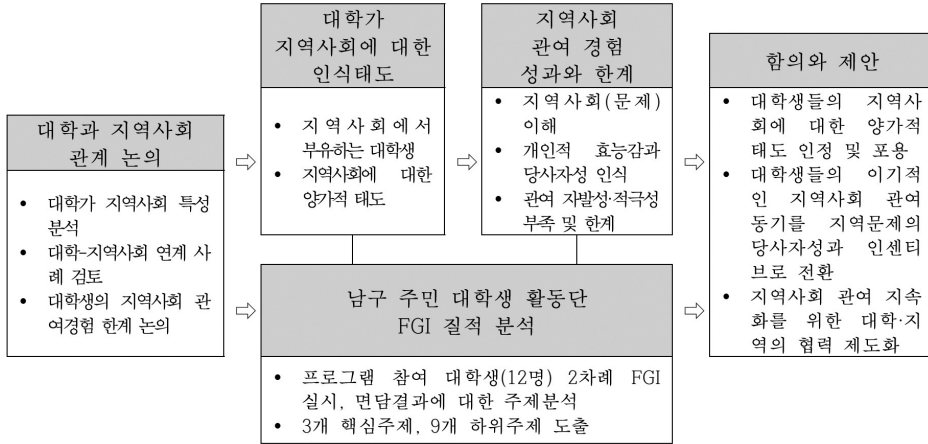 대학과 지역사회
관계 논의
• 대학가 지역사회 특성
분석
• 대학-지역사회 연계 사
례 검토
• 대학생의 지역사회 관
여경험 한계 논의
대학가
지역사회에 대한
인식태도
• 지역사회에서
부유하는 대학생
• 지역사회에 대한
양가적 태도
지역사회
관여 경험
성과와 한계
• 지역사회(문제)
이해
• 개인적 효능감과
당사자성 인식
• 관여 자발성·적극성
부족 및 한계
남구 주민 대학생 활동단
FGI 질적 분석
• 프로그램 참여 대학생(12명) 2차례 FGI
실시, 면담결과에 대한 주제분석
• 3개 핵심주제, 9개 하위주제 도출
함의와 제안
• 대학생들의 지역사
회에 대한 양가적
태도 인정 및 포용
• 대학생들의 이기적
인 지역사회 관여
동기를 지역문제의
당사자성과 인센티
브로 전환
• 지역사회 관여 지속
화를 위한 대학·지
역의 협력 제도화